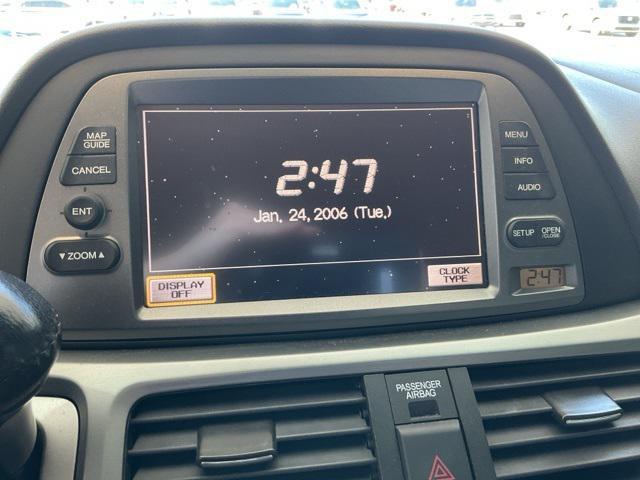 MAP
GUIDE
CANCEL
ENT
▼ ZOOM ▲
2:47
Jan. 24, 2006 (Tue.)
DISPLAY
OFF
CLOCK
TYPE
MENU
INFO
AUDIO
SETUP OPEN
/CLOSE
2:47
PASSENGER
AIRBAG